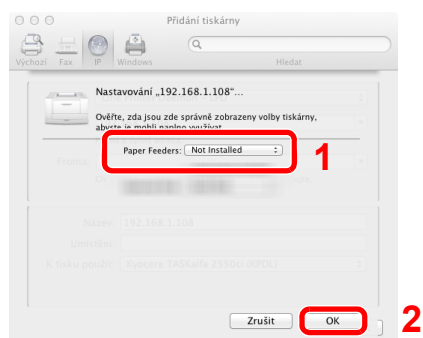 Přidání tiskárny
Výchozí Fax IP Windows Hledat
Nastavování „192.168.1.108"...
Ověřte, zda jsou zde správně zobrazeny volby tiskárny,
abyste je mohli naplno využívat.
Paper Feeders: Not Installed
1
Název: 192.168.1.108
Umístění:
K tisku použít: Kyocera TASKalfa 2550ci (KPDL)
Zrušit OK
2